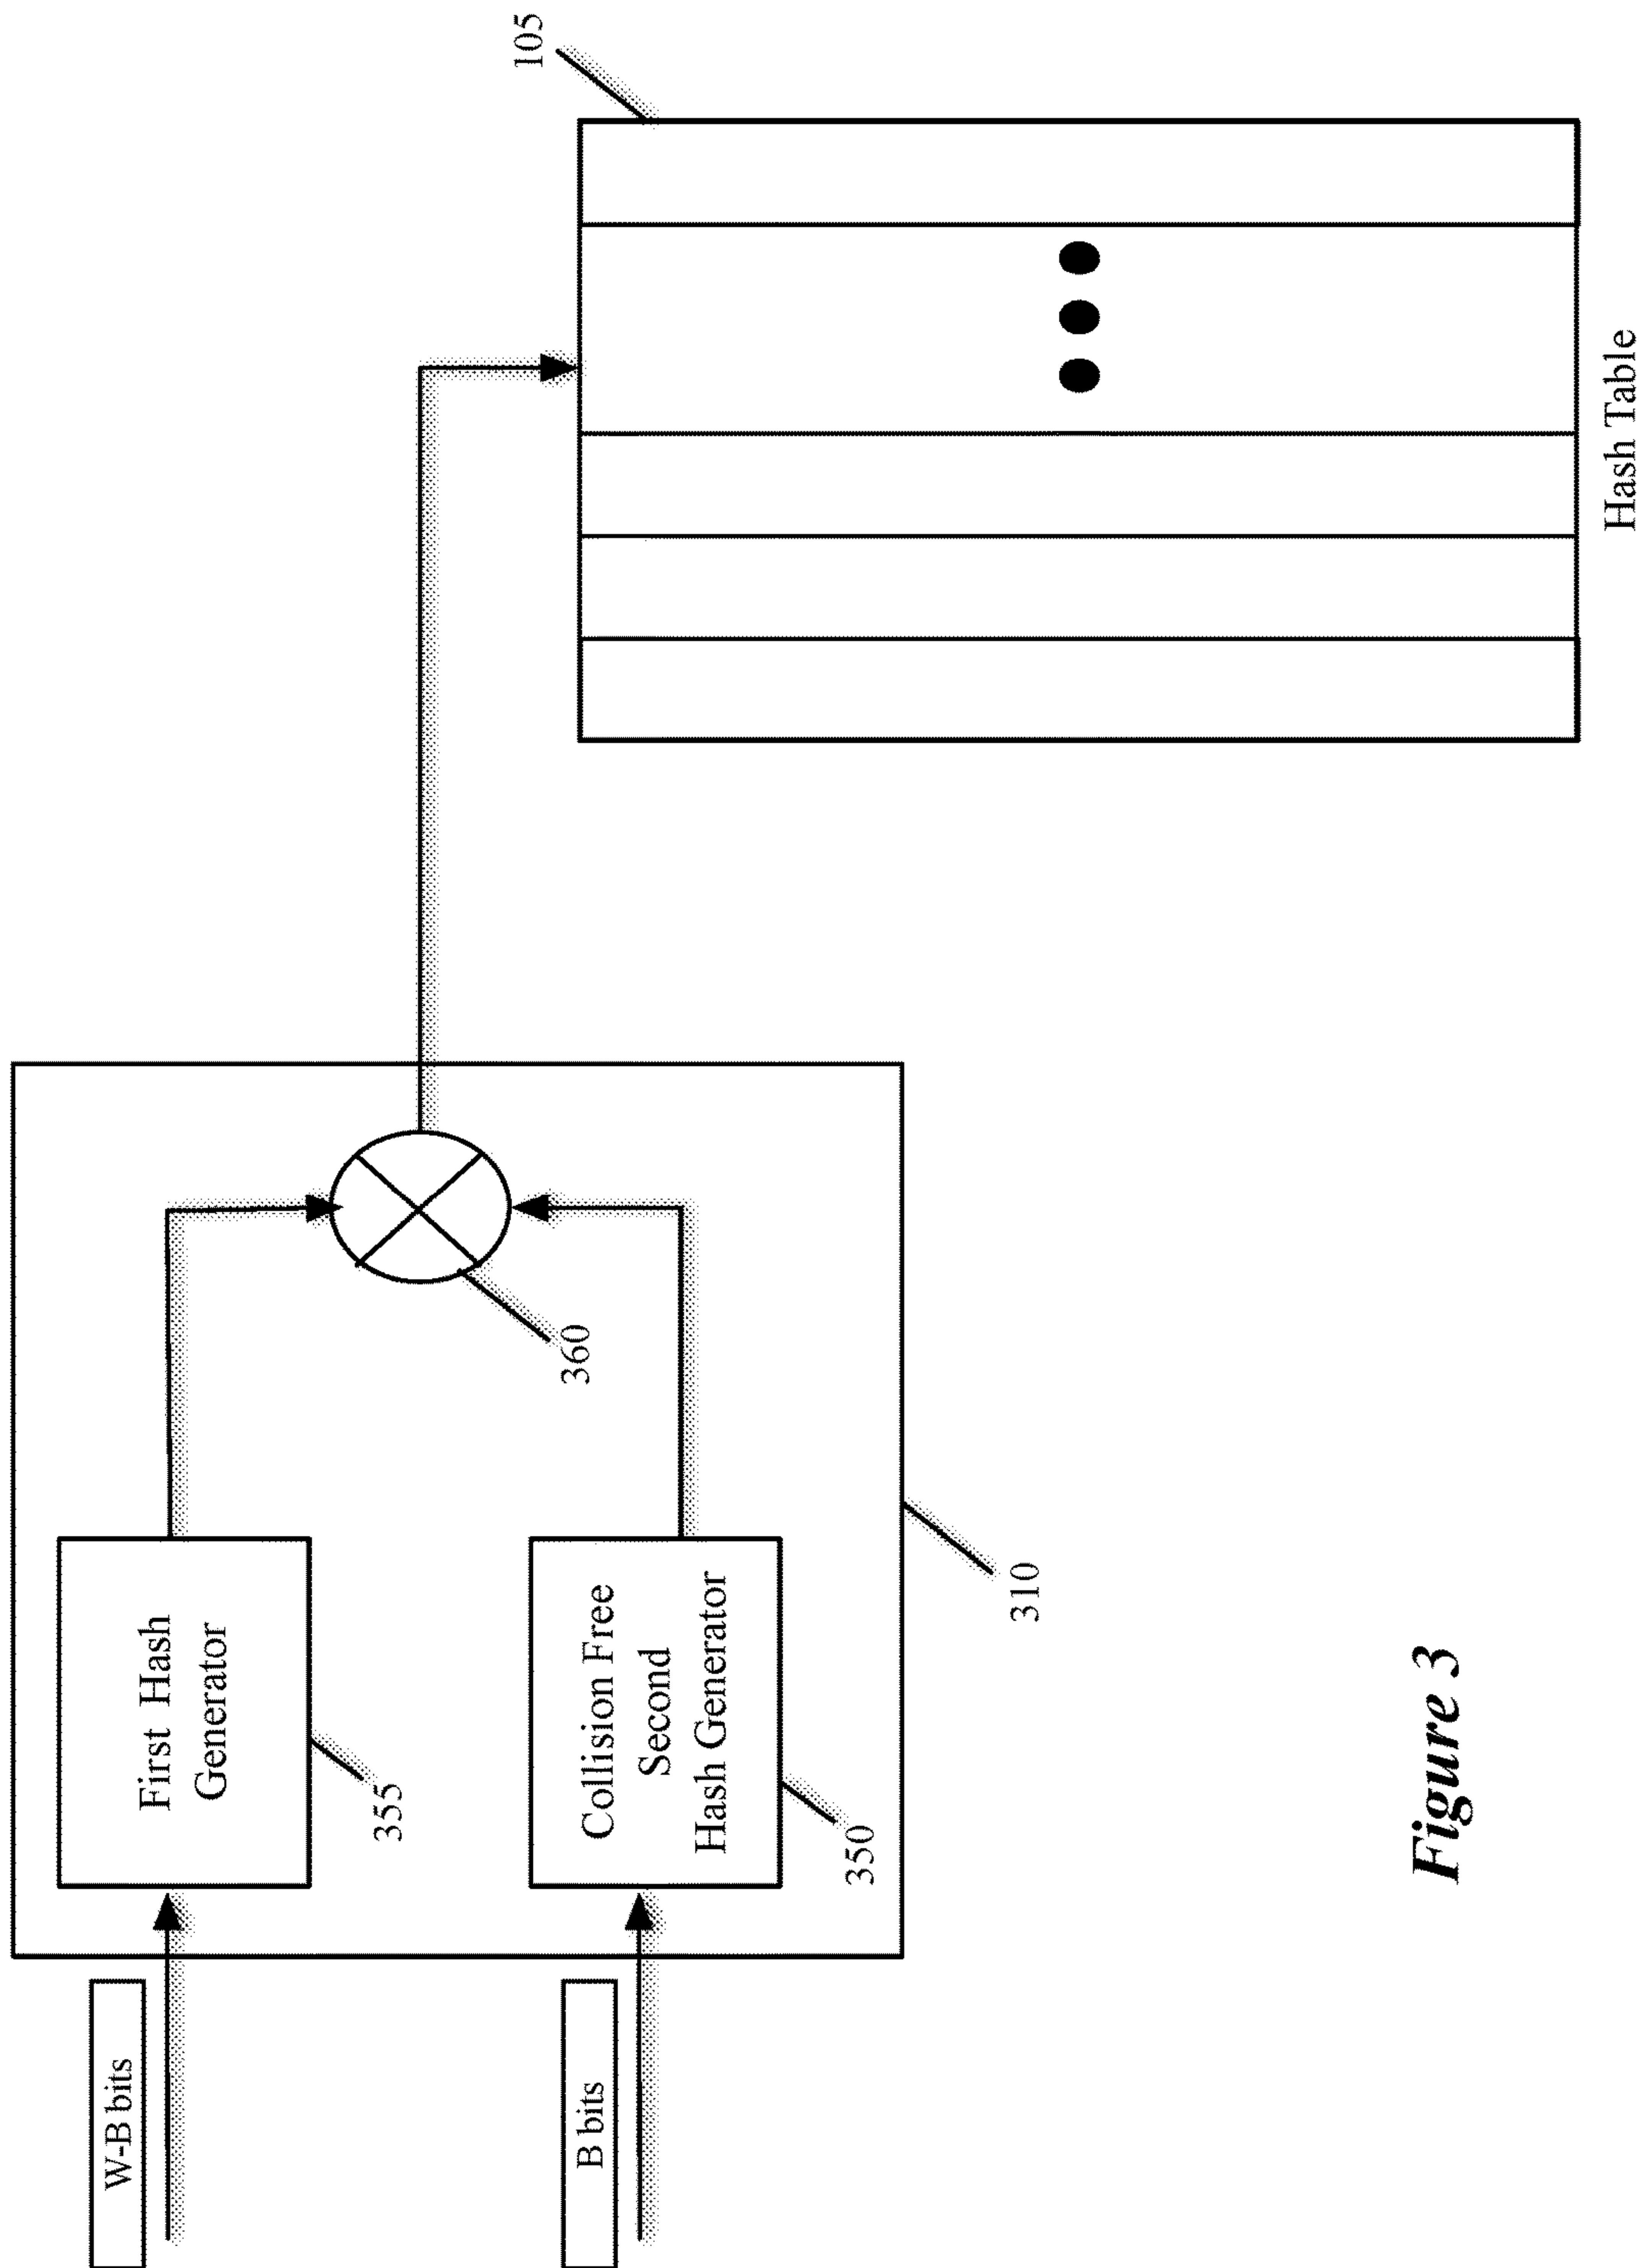 W-B bits
First Hash
Generator
355
B bits
Collision Free
Second
Hash Generator
350
360
310
105
Hash Table
Figure 3